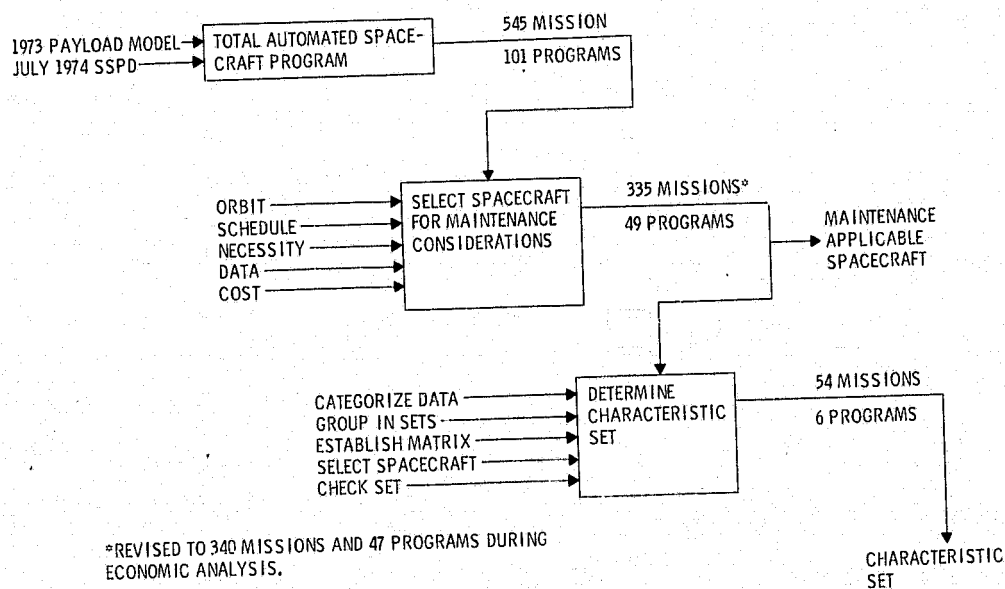 545 MISSION
1973 PAYLOAD MODEL
JULY 1974 SSPD
TOTAL AUTOMATED SPACE-
CRAFT PROGRAM
101 PROGRAMS
ORBIT
SCHEDULE
NECESSITY
DATA
COST
SELECT SPACECRAFT
FOR MAINTENANCE
CONSIDERATIONS
335 MISSIONS*
49 PROGRAMS
MAINTENANCE
APPLICABLE
SPACECRAFT
CATEGORIZE DATA
GROUP IN SETS
ESTABLISH MATRIX
SELECT SPACECRAFT
CHECK SET
DETERMINE
CHARACTERISTIC
SET
54 MISSIONS
6 PROGRAMS
*REVISED TO 340 MISSIONS AND 47 PROGRAMS DURING
ECONOMIC ANALYSIS.
CHARACTERISTIC
SET